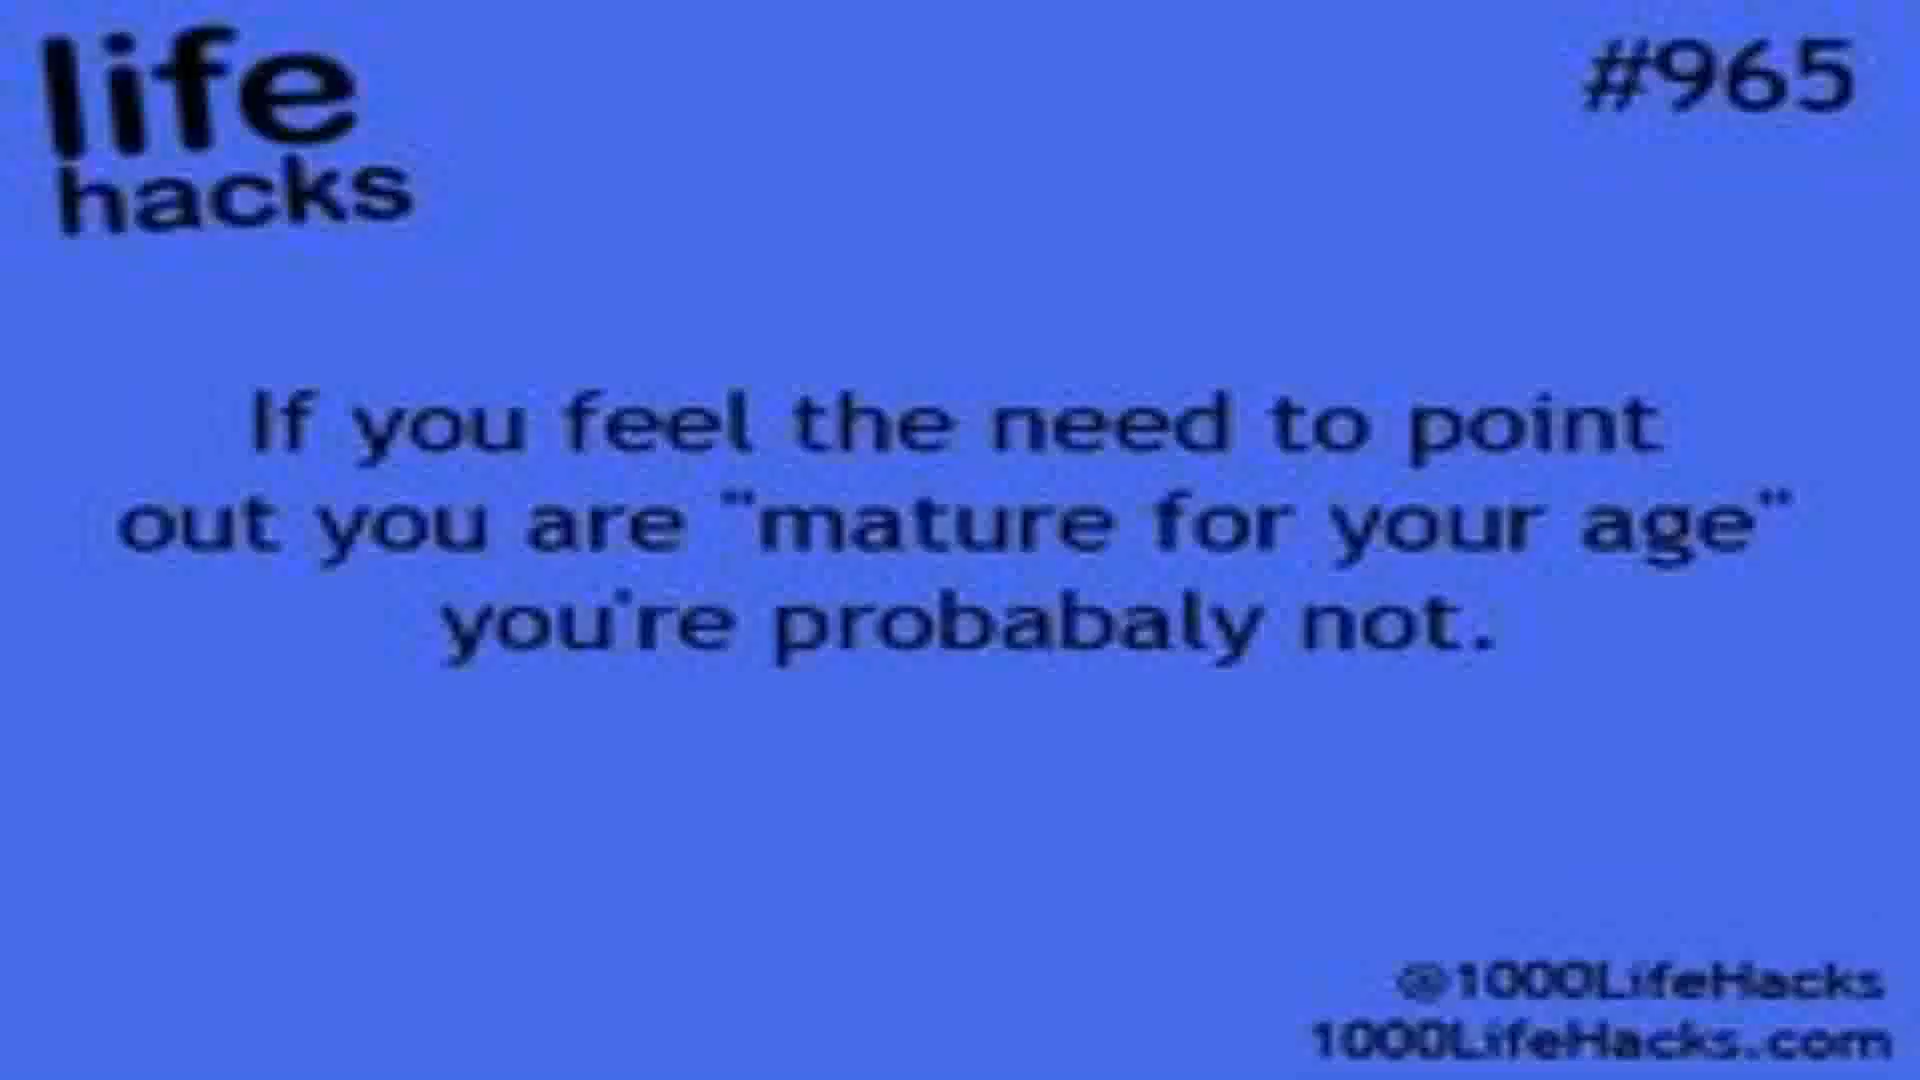 life
hacks
#965
If you feel the need to point
out you are "mature for your age"
you're probabaly not.
@1000LifeHacks
1000LifeHacks.com